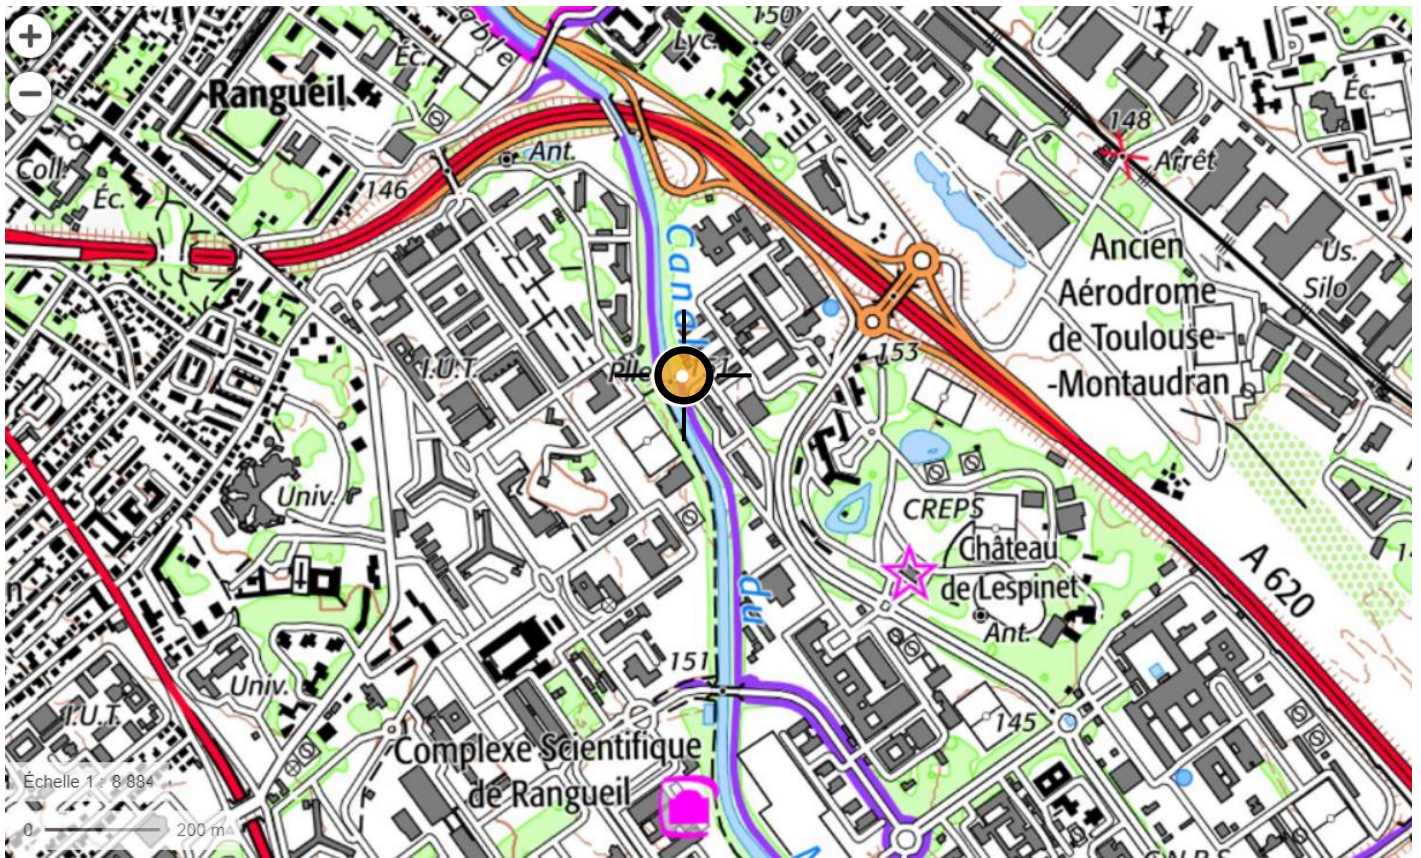 150
Lyc.
Éc.
Rangueil
Éc.
148
Ant.
Arrêt
Coll.
146
Éc.
Canal
Ancien
Aérodrome
de Toulouse-
-Montaudran
Us.
Silo
153
I.U.T.
Univ.
CREPS
Château
de Lespinet
A 620
du
Ant.
151
Univ.
I.U.T.
145
Complexe Scientifique
de Rangueil
Échelle 1 : 8 884
0 200 m
C.N.R.S.